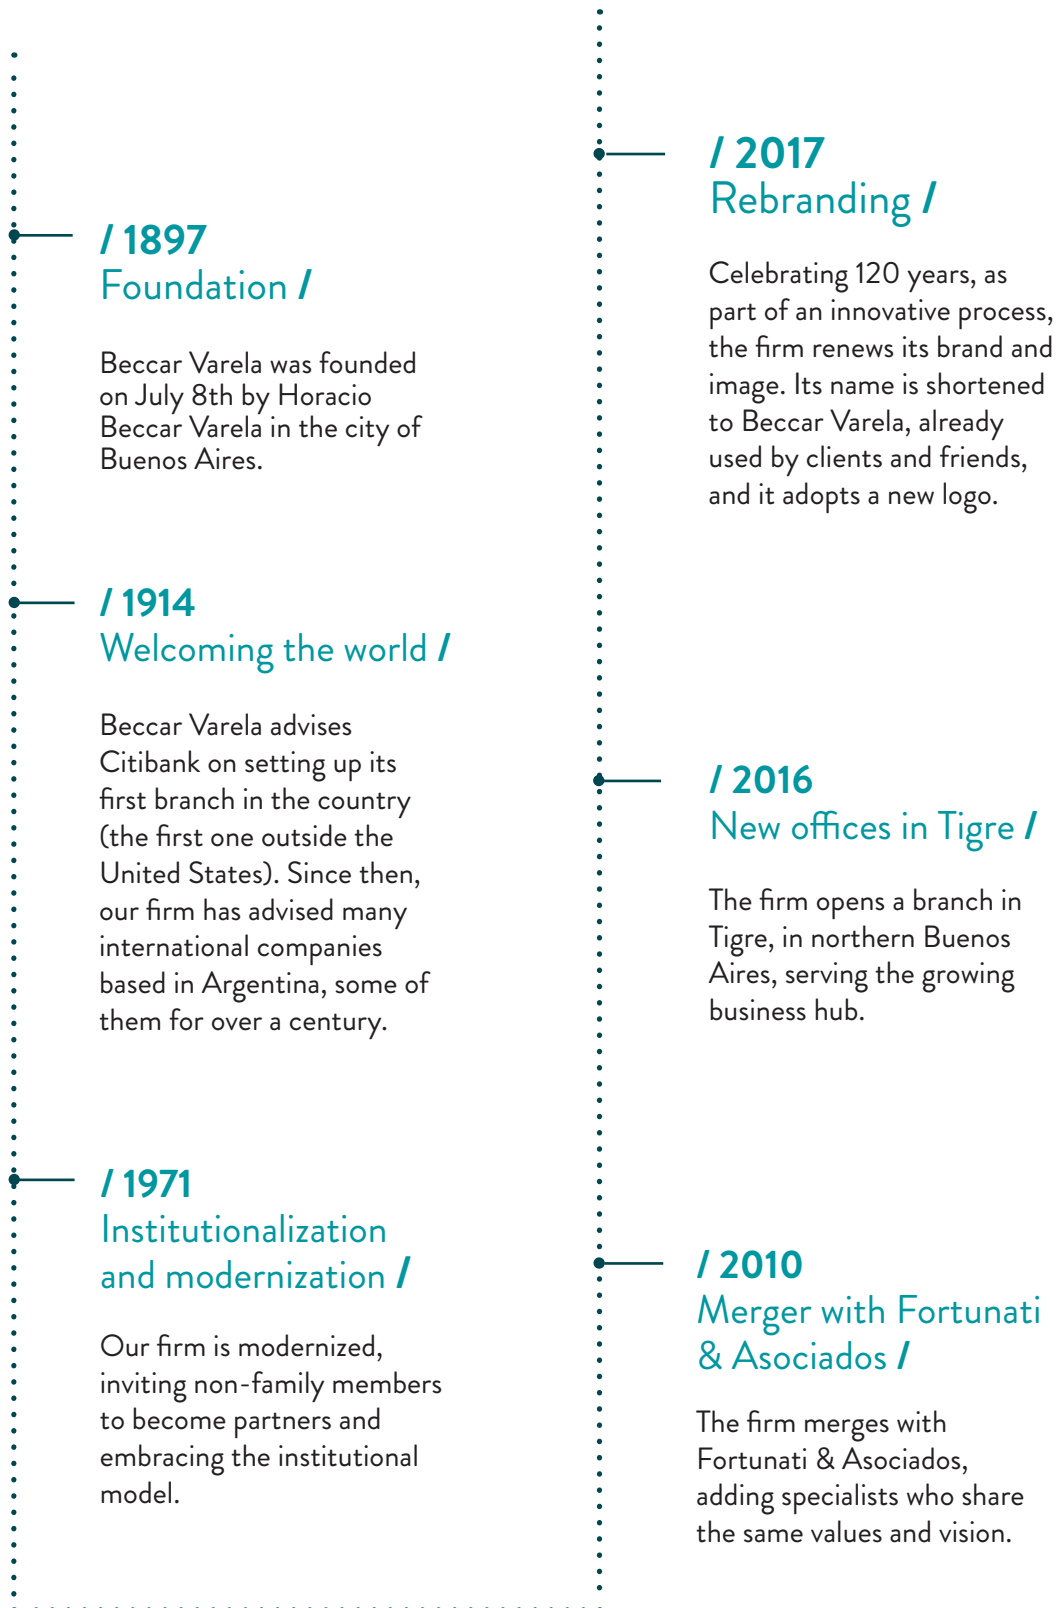 / 1897
Foundation /
Beccar Varela was founded
on July 8th by Horacio
Beccar Varela in the city of
Buenos Aires.
/ 1914
Welcoming the world /
Beccar Varela advises
Citibank on setting up its
first branch in the country
(the first one outside the
United States). Since then,
our firm has advised many
international companies
based in Argentina, some of
them for over a century.
/ 1971
Institutionalization
and modernization /
Our firm is modernized,
inviting non-family members
to become partners and
embracing the institutional
model.
/ 2017
Rebranding /
Celebrating 120 years, as
part of an innovative process,
the firm renews its brand and
image. Its name is shortened
to Beccar Varela, already
used by clients and friends,
and it adopts a new logo.
/ 2016
New offices in Tigre /
The firm opens a branch in
Tigre, in northern Buenos
Aires, serving the growing
business hub.
/ 2010
Merger with Fortunati
& Asociados /
The firm merges with
Fortunati & Asociados,
adding specialists who share
the same values and vision.